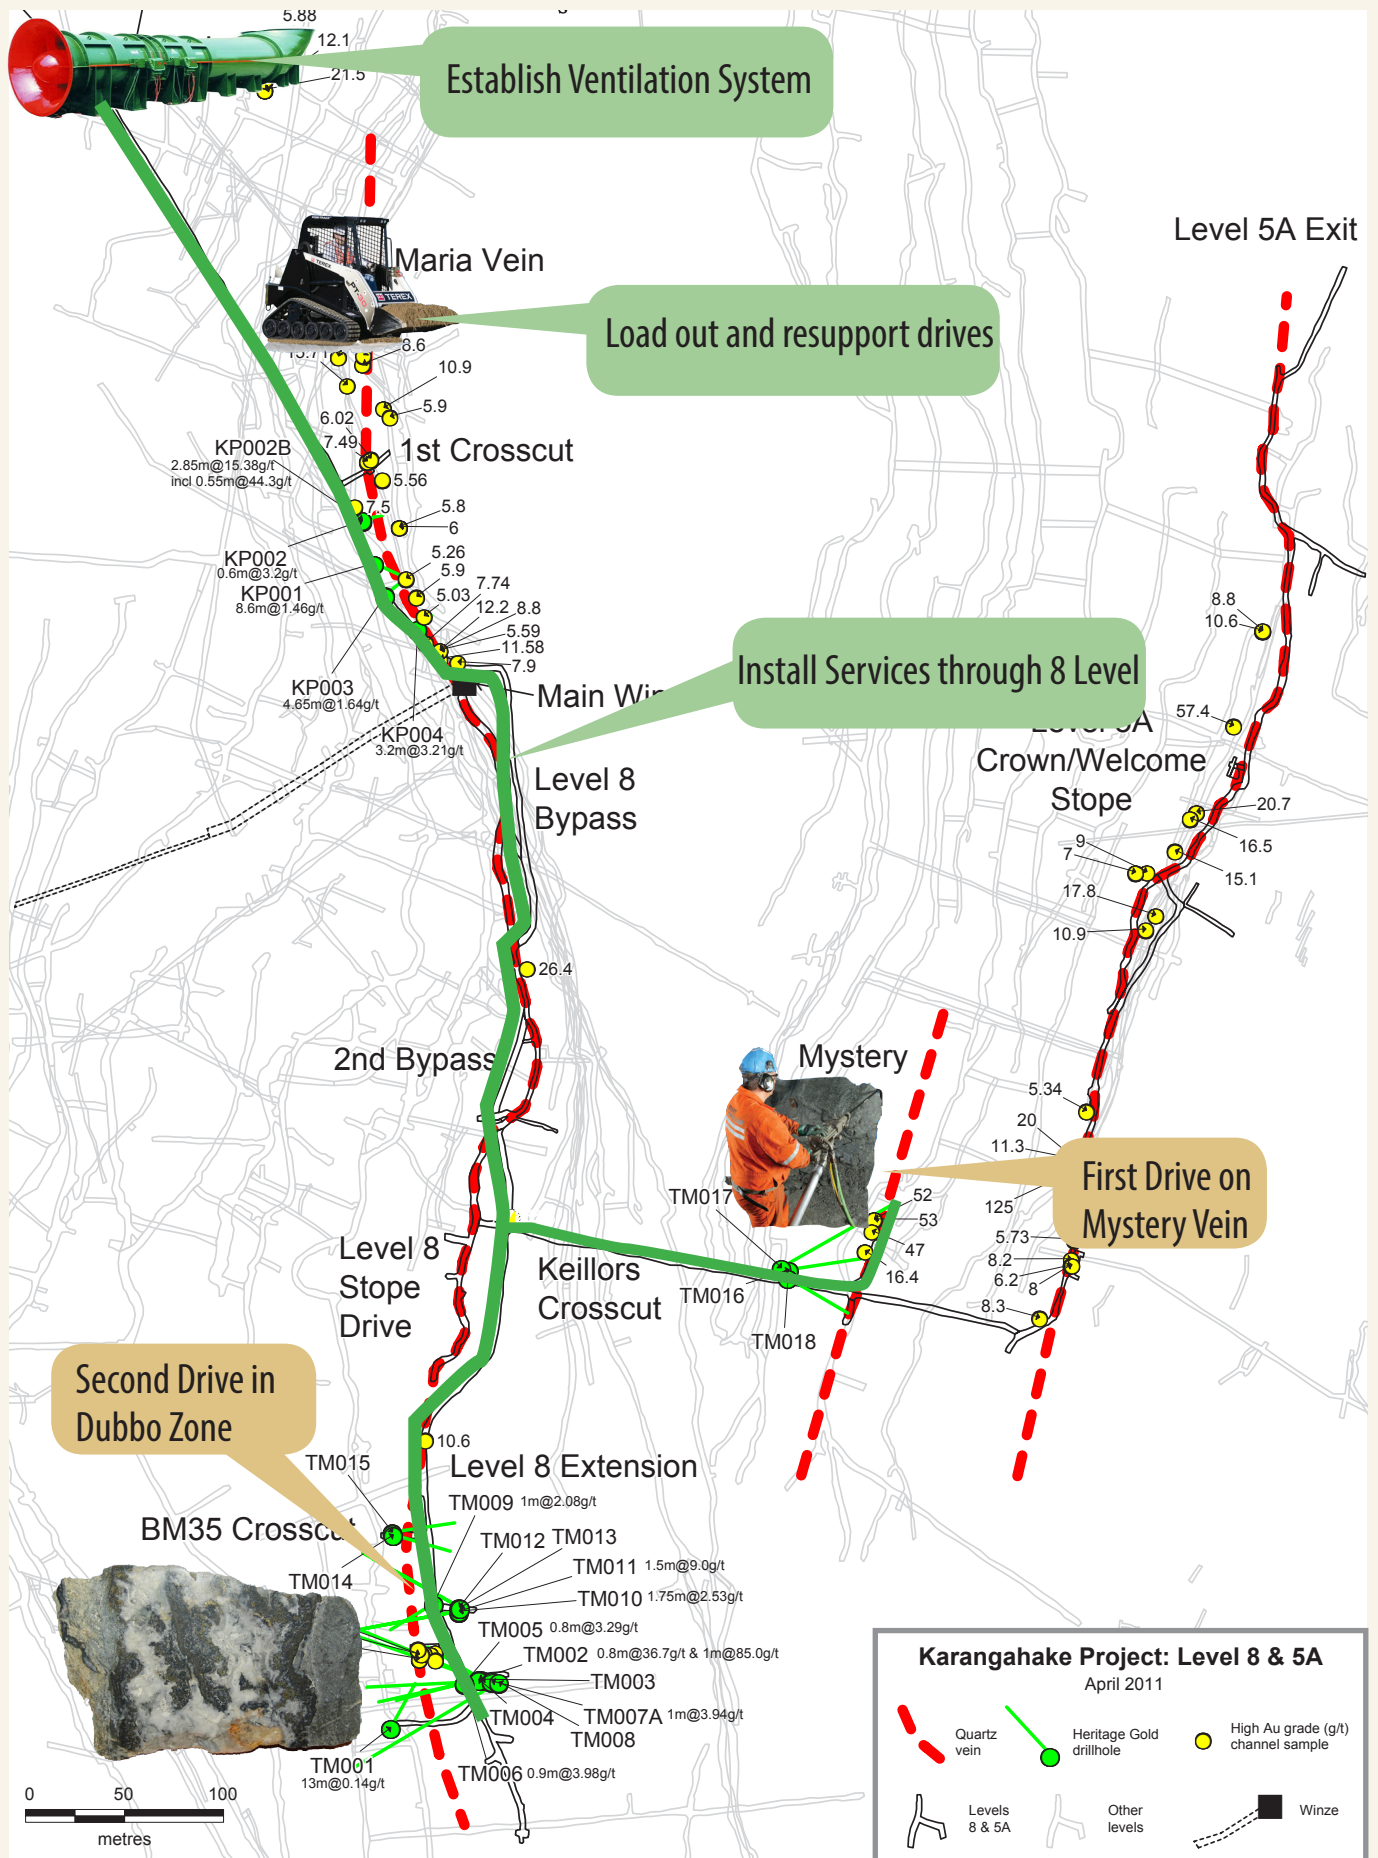 5.88
12.1
21.5
Establish Ventilation System
Level 5A Exit
Maria Vein
TEREX
TEREX
Load out and resupport drives
8.6
10.9
5.9
6.02
7.49
1st Crosscut
KP002B
2.85m@15.38g/t
incl 0.55m@44.3g/t
5.56
7.5
5.8
6
KP002
0.6m@3.2g/t
KP001
8.6m@1.46g/t
5.26
5.9
5.03
7.74
12.2
8.8
5.59
11.58
7.9
8.8
10.6
KP003
4.65m@1.64g/t
KP004
3.2m@3.21g/t
Main Win
Install Services through 8 Level
57.4
Level 5A
Crown/Welcome
Stope
Level 8
Bypass
20.7
16.5
15.1
9
7
17.8
10.9
26.4
2nd Bypass
Mystery
5.34
20
11.3
125
First Drive on
Mystery Vein
TM017
52
53
47
16.4
5.73
8.2
6.2
8
8.3
Level 8
Stope
Drive
Keillors
Crosscut
TM016
TM018
Second Drive in
Dubbo Zone
10.6
Level 8 Extension
TM015
TM009 1m@2.08g/t
BM35 Crosscut
TM012
TM013
TM011 1.5m@9.0g/t
TM014
TM010 1.75m@2.53g/t
TM005 0.8m@3.29g/t
TM002 0.8m@36.7g/t & 1m@85.0g/t
TM003
TM004
TM007A 1m@3.94g/t
TM008
TM001
13m@0.14g/t
TM006 0.9m@3.98g/t
0 50 100
metres
Karangahake Project: Level 8 & 5A
April 2011
Quartz
vein
Heritage Gold
drillhole
High Au grade (g/t)
channel sample
Levels
8 & 5A
Other
levels
Winze